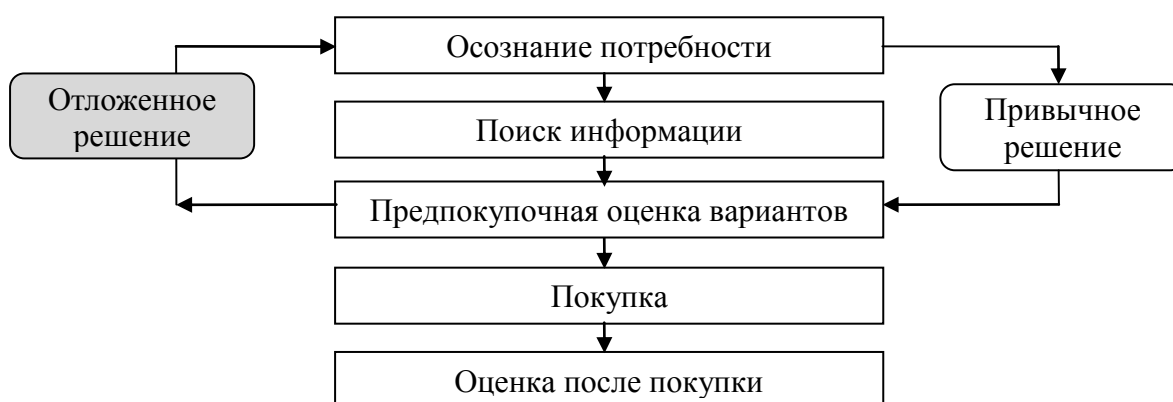 Осознание потребности
Отложенное
решение
Привычное
решение
Поиск информации
Предпокупочная оценка вариантов
Покупка
Оценка после покупки